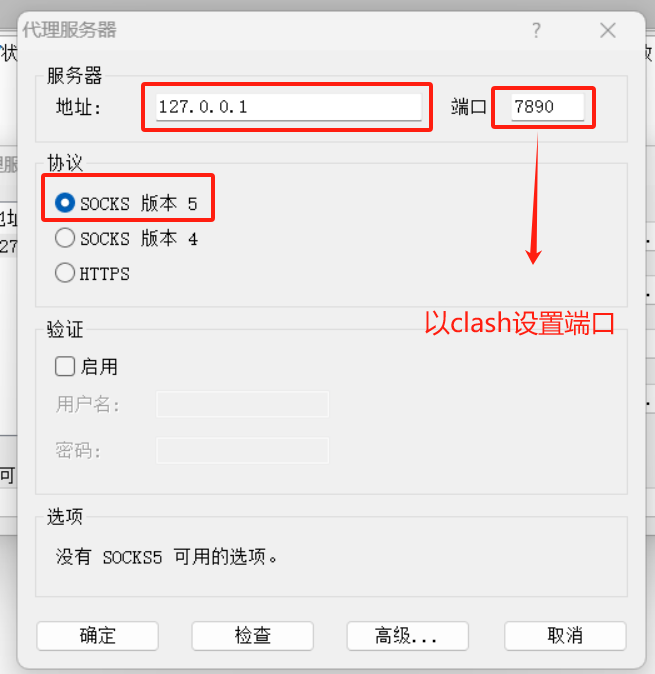 代理服务器
服务器
地址: 127.0.0.1 端口 7890
协议
SOCKS 版本 5
SOCKS 版本 4
HTTPS
以clash设置端口
验证
启用
用户名:
密码:
选项
没有 SOCKS5 可用的选项。
确定 检查 高级... 取消